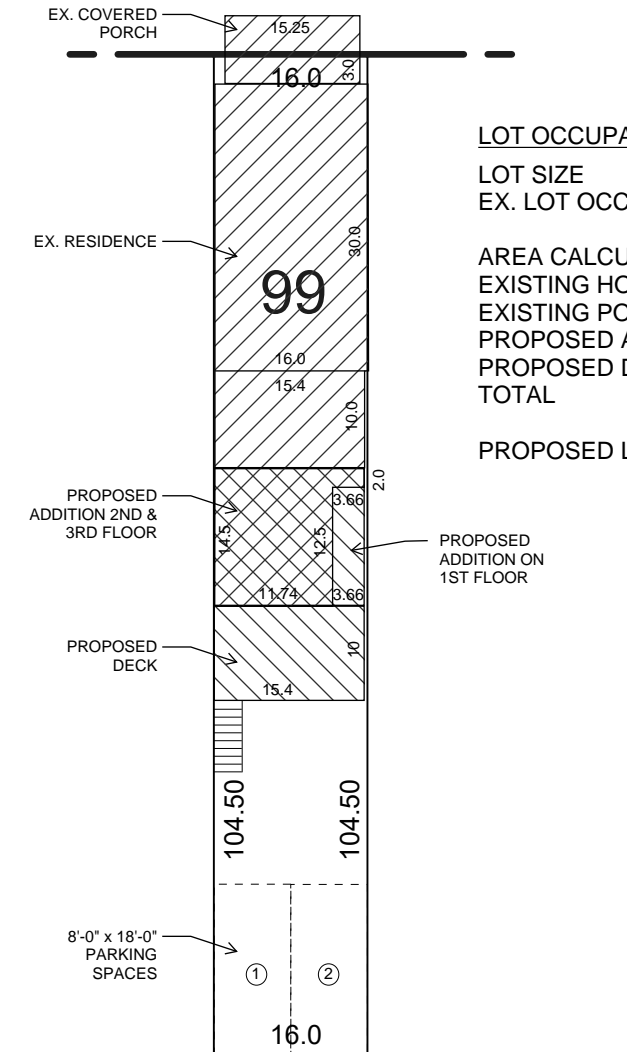 EX. COVERED
PORCH
15.25
3.0
16.0
LOT OCCUPA
LOT SIZE
EX. LOT OCC
EX. RESIDENCE
30.0
99
AREA CALCU
EXISTING HO
EXISTING PO
PROPOSED A
PROPOSED D
TOTAL
PROPOSED L
16.0
15.4
10.0
2.0
PROPOSED
ADDITION 2ND &
3RD FLOOR
14.5
12.5
3.66
PROPOSED
ADDITION ON
1ST FLOOR
11.74
3.66
PROPOSED
DECK
10
15.4
104.50
104.50
8'-0" x 18'-0"
PARKING
SPACES
1
2
16.0